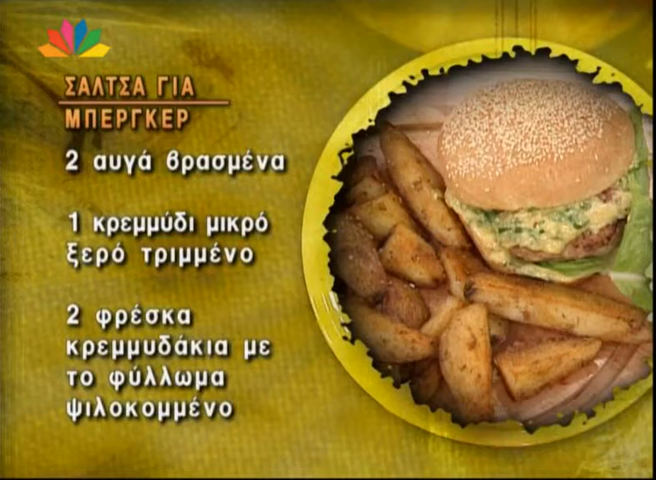 ΣΑΛΤΣΑ ΓΙΑ
ΜΠΕΡΓΚΕΡ
2 αυγά βρασμένα
1 κρεμμύδι μικρό
ξερό τριμμένο
2 φρέσκα
κρεμμυδάκια με
το φύλλωμα
ψιλοκομμένο